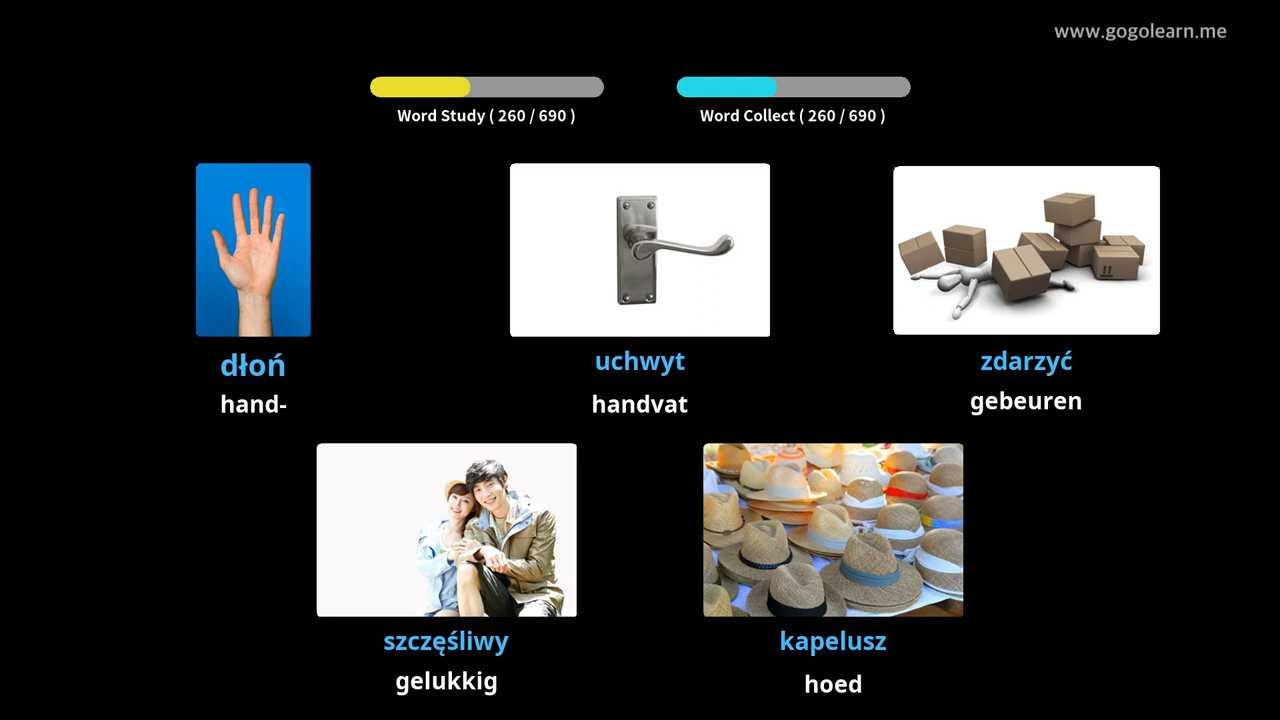 www.gogolearn.me
Word Study ( 260 / 690 )
Word Collect ( 260 / 690 )
dłoń
hand-
uchwyt
handvat
zdarzyć
gebeuren
szczęśliwy
gelukkig
kapelusz
hoed